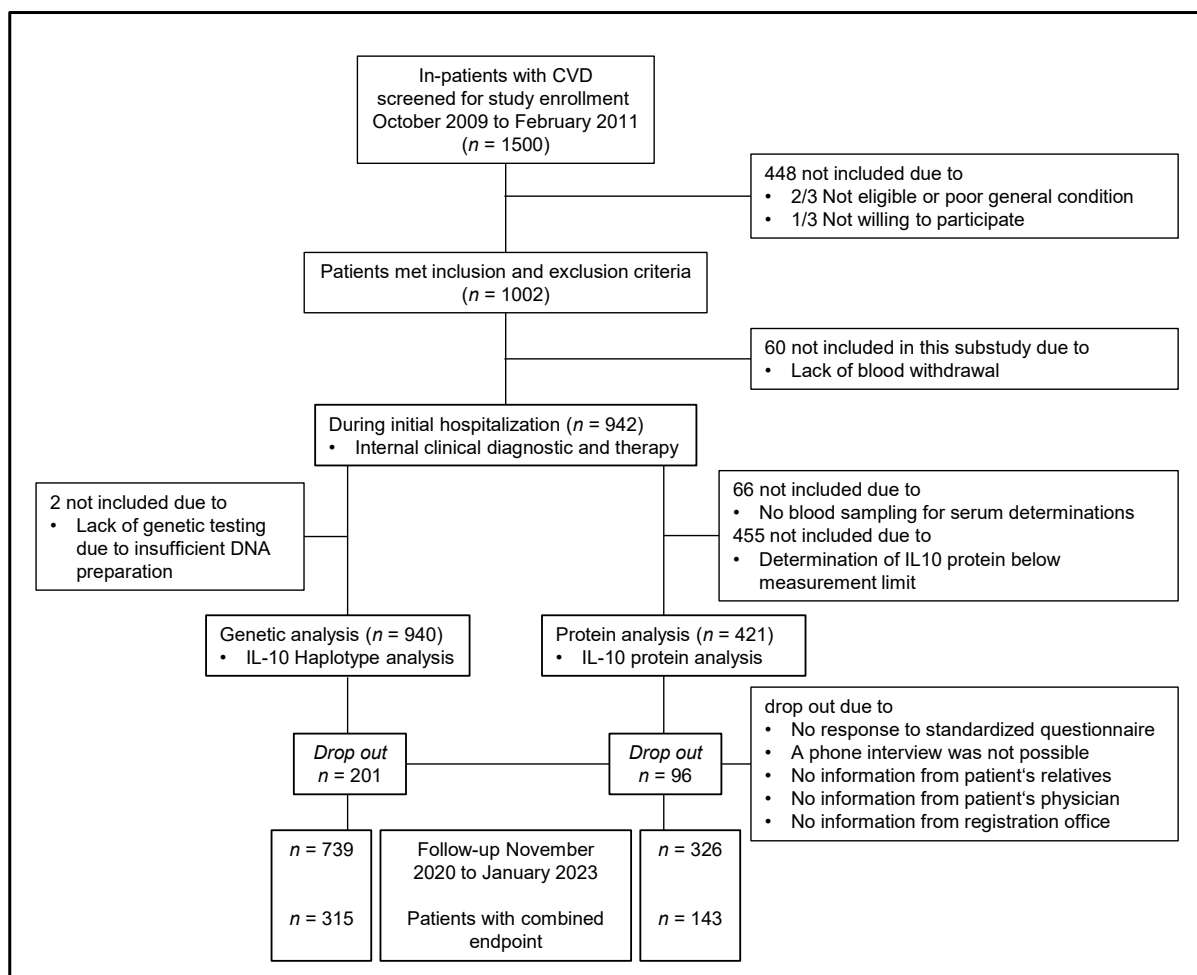 In-patients with CVD
screened for study enrollment
October 2009 to February 2011
(n = 1500)
448 not included due to
• 2/3 Not eligible or poor general condition
• 1/3 Not willing to participate
Patients met inclusion and exclusion criteria
(n = 1002)
60 not included in this substudy due to
• Lack of blood withdrawal
During initial hospitalization (n = 942)
• Internal clinical diagnostic and therapy
2 not included due to
• Lack of genetic testing
due to insufficient DNA
preparation
66 not included due to
• No blood sampling for serum determinations
455 not included due to
• Determination of IL10 protein below
measurement limit
Genetic analysis (n = 940)
• IL-10 Haplotype analysis
Protein analysis (n = 421)
• IL-10 protein analysis
drop out due to
• No response to standardized questionnaire
• A phone interview was not possible
• No information from patient‘s relatives
• No information from patient‘s physician
• No information from registration office
Drop out
n = 201
Drop out
n = 96
n = 739
Follow-up November
2020 to January 2023
n = 326
n = 315
Patients with combined
endpoint
n = 143